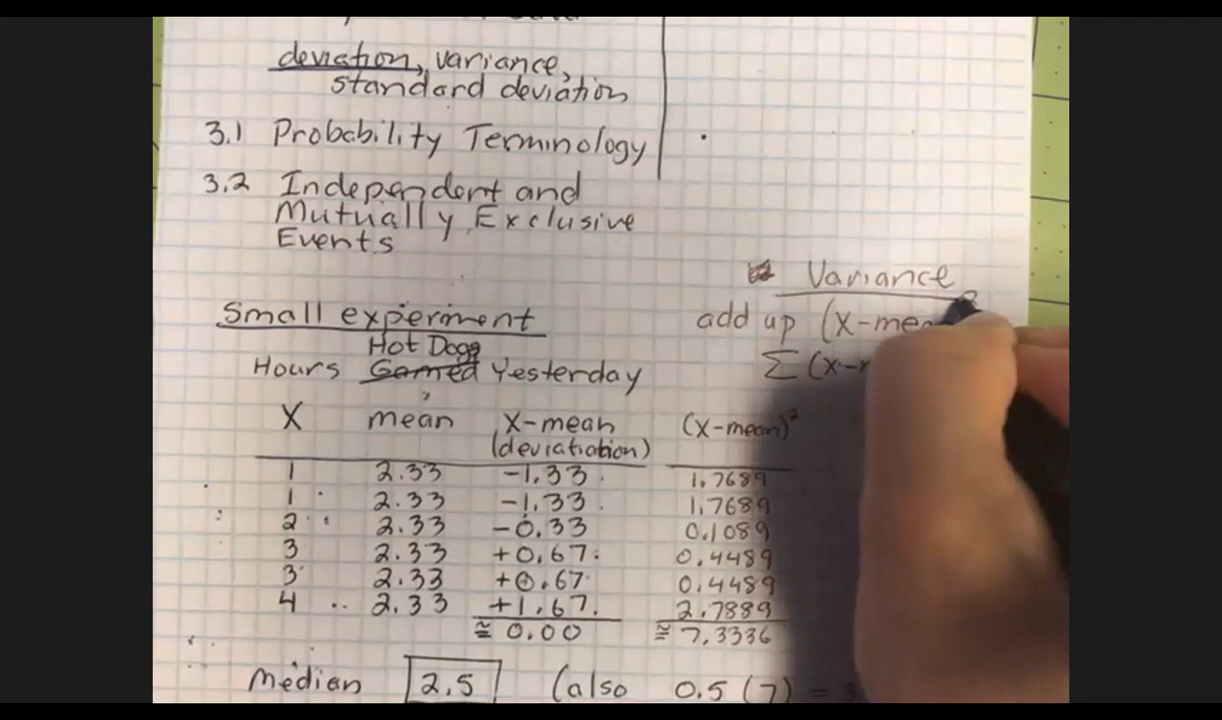 deviation, variance,
standard deviation
3.1 Probability Terminology
3.2 Independent and
Mutually Exclusive
Events
Variance
add up (X-mea
Σ (x-x
Small experiment
Hot Dogs
Hours Gamed Yesterday
X mean X-mean (X-mean)²
(deviatiotion)
1 2.33 -1.33 1.7689
1 2.33 -1.33 1.7689
2 2.33 -0.33 0.1089
3 2.33 +0.67 0.4489
3 2.33 +0.67 0.4489
4 2.33 +1.67 2.7889
≅ 0.00 ≅ 7.3336
median 2.5 (also 0.5 (7) = 3